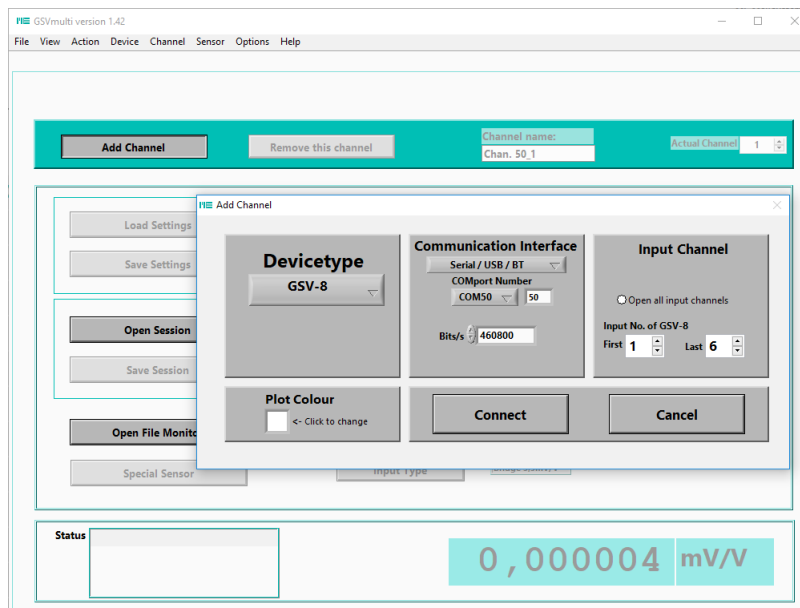 ME GSVmulti version 1.42
File View Action Device Channel Sensor Options Help
Add Channel
Remove this channel
Channel name:
Chan. 50_1
Actual Channel 1
Load Settings
Save Settings
Open Session
Save Session
Open File Monito
Special Sensor
Input Type
ME Add Channel
Devicetype
GSV-8
Communication Interface
Serial / USB / BT
COMport Number
COM50 50
Bits/s 460800
Input Channel
Open all input channels
Input No. of GSV-8
First 1 Last 6
Plot Colour
<- Click to change
Connect
Cancel
Status
0,000004 mV/V